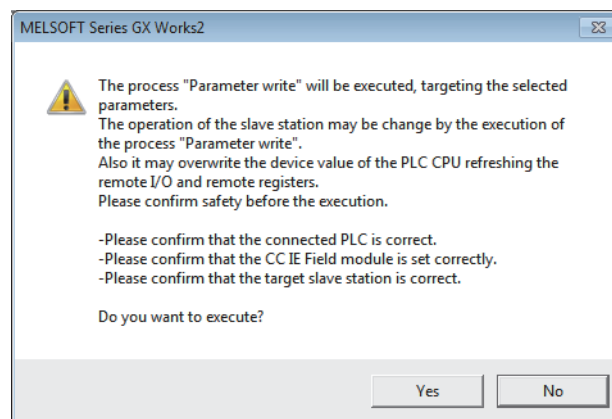 MELSOFT Series GX Works2
The process "Parameter write" will be executed, targeting the selected
parameters.
The operation of the slave station may be change by the execution of
the process "Parameter write".
Also it may overwrite the device value of the PLC CPU refreshing the
remote I/O and remote registers.
Please confirm safety before the execution.
-Please confirm that the connected PLC is correct.
-Please confirm that the CC IE Field module is set correctly.
-Please confirm that the target slave station is correct.
Do you want to execute?
Yes No